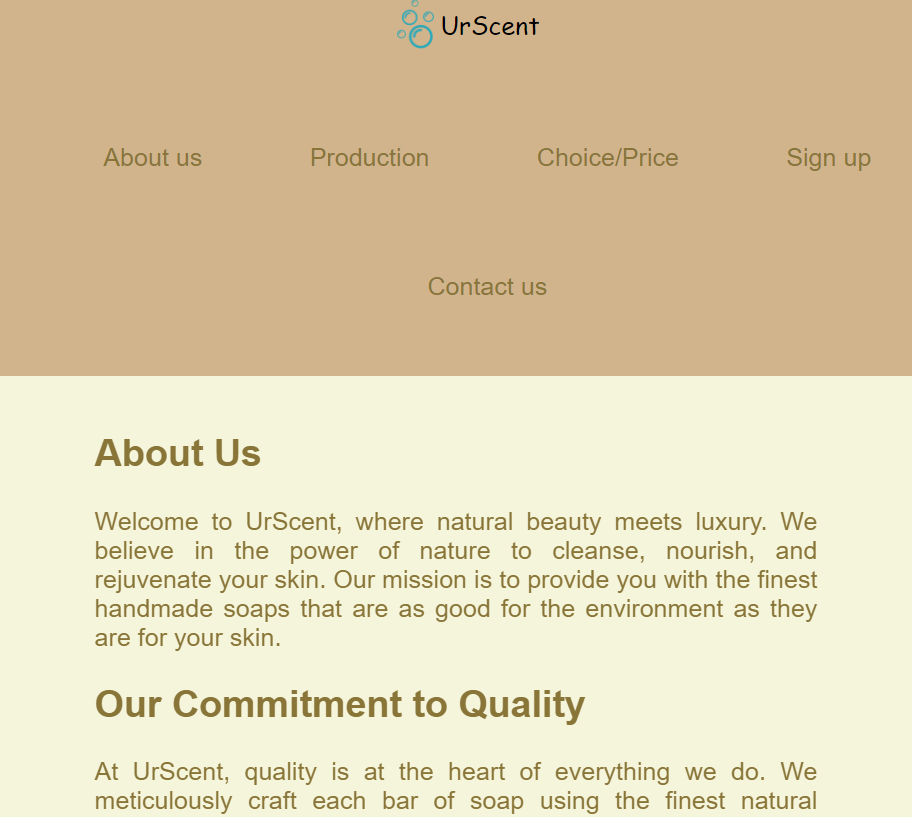 UrScent
About us Production Choice/Price Sign up
Contact us
About Us
Welcome to UrScent, where natural beauty meets luxury. We
believe in the power of nature to cleanse, nourish, and
rejuvenate your skin. Our mission is to provide you with the finest
handmade soaps that are as good for the environment as they
are for your skin.
Our Commitment to Quality
At UrScent, quality is at the heart of everything we do. We
meticulously craft each bar of soap using the finest natural